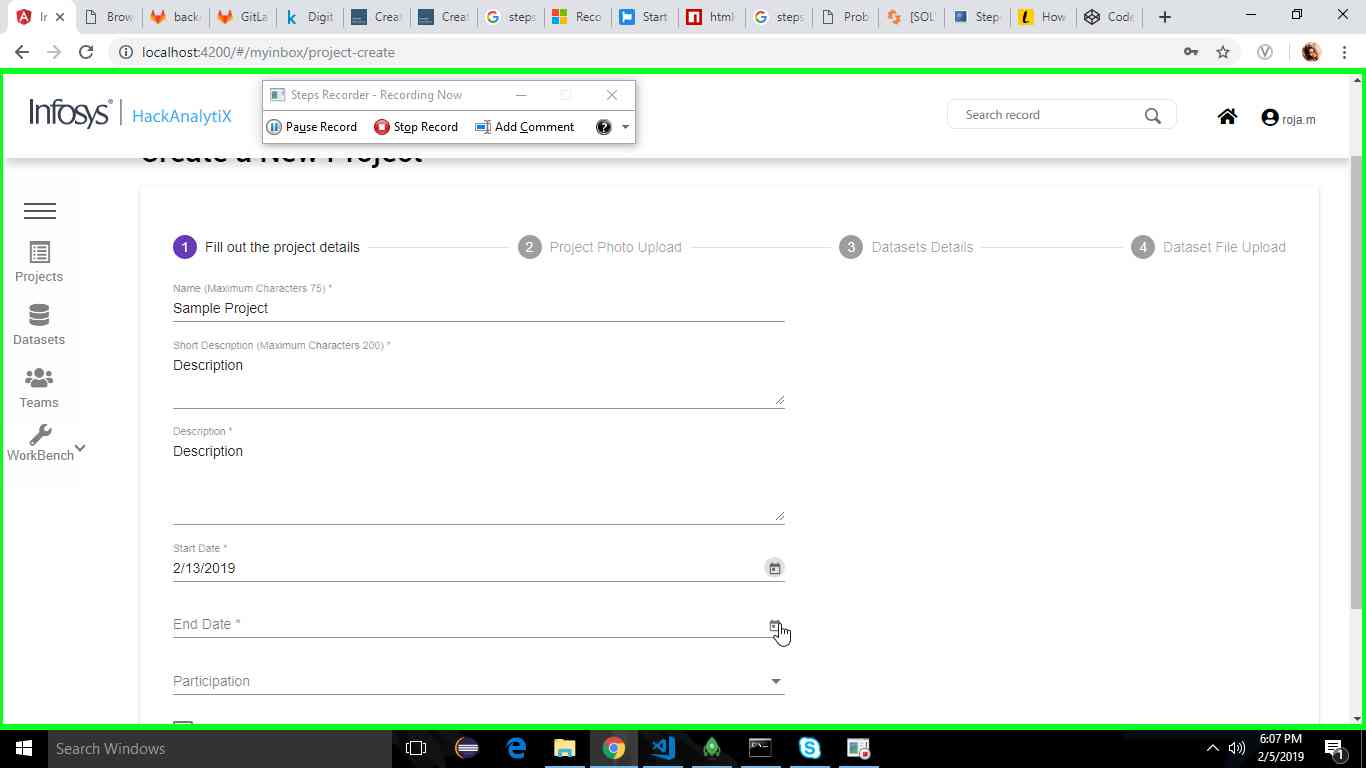 Ir
Brow
back
GitLa
Digit
Creat
Creat
steps
Reco
Start
html
steps
Prob
[SOL
Step
How
Code
localhost:4200/#/myinbox/project-create
Steps Recorder - Recording Now
Pause Record Stop Record Add Comment ?
Infosys® | HackAnalytiX
Search record
roja.m
Create a New Project
1 Fill out the project details
2 Project Photo Upload
3 Datasets Details
4 Dataset File Upload
Projects
Datasets
Teams
WorkBench
Name (Maximum Characters 75) *
Sample Project
Short Description (Maximum Characters 200) *
Description
Description *
Description
Start Date *
2/13/2019
End Date *
Participation
Search Windows
6:07 PM
2/5/2019
1